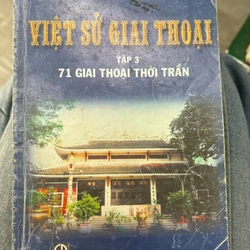 VIỆT SỬ GIAI THOẠI
TẬP 3
71 GIAI THOẠI THỜI TRẦN